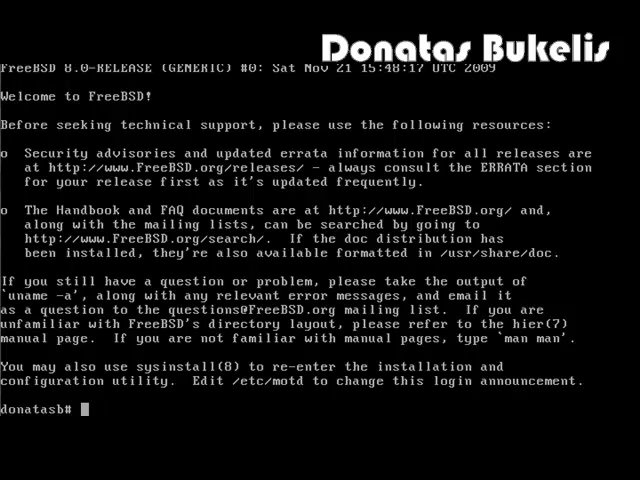 Donatas Bukelis
FreeBSD 8.0-RELEASE (GENERIC) #0: Sat Nov 21 15:48:17 UTC 2009
Welcome to FreeBSD!
Before seeking technical support, please use the following resources:
o  Security advisories and updated errata information for all releases are
   at http://www.FreeBSD.org/releases/ - always consult the ERRATA section
   for your release first as it's updated frequently.
o  The Handbook and FAQ documents are at http://www.FreeBSD.org/ and,
   along with the mailing lists, can be searched by going to
   http://www.FreeBSD.org/search/.  If the doc distribution has
   been installed, they're also available formatted in /usr/share/doc.
If you still have a question or problem, please take the output of
`uname -a', along with any relevant error messages, and email it
as a question to the questions@FreeBSD.org mailing list.  If you are
unfamiliar with FreeBSD's directory layout, please refer to the hier(7)
manual page.  If you are not familiar with manual pages, type `man man'.
You may also use sysinstall(8) to re-enter the installation and
configuration utility.  Edit /etc/motd to change this login announcement.
donatasb#